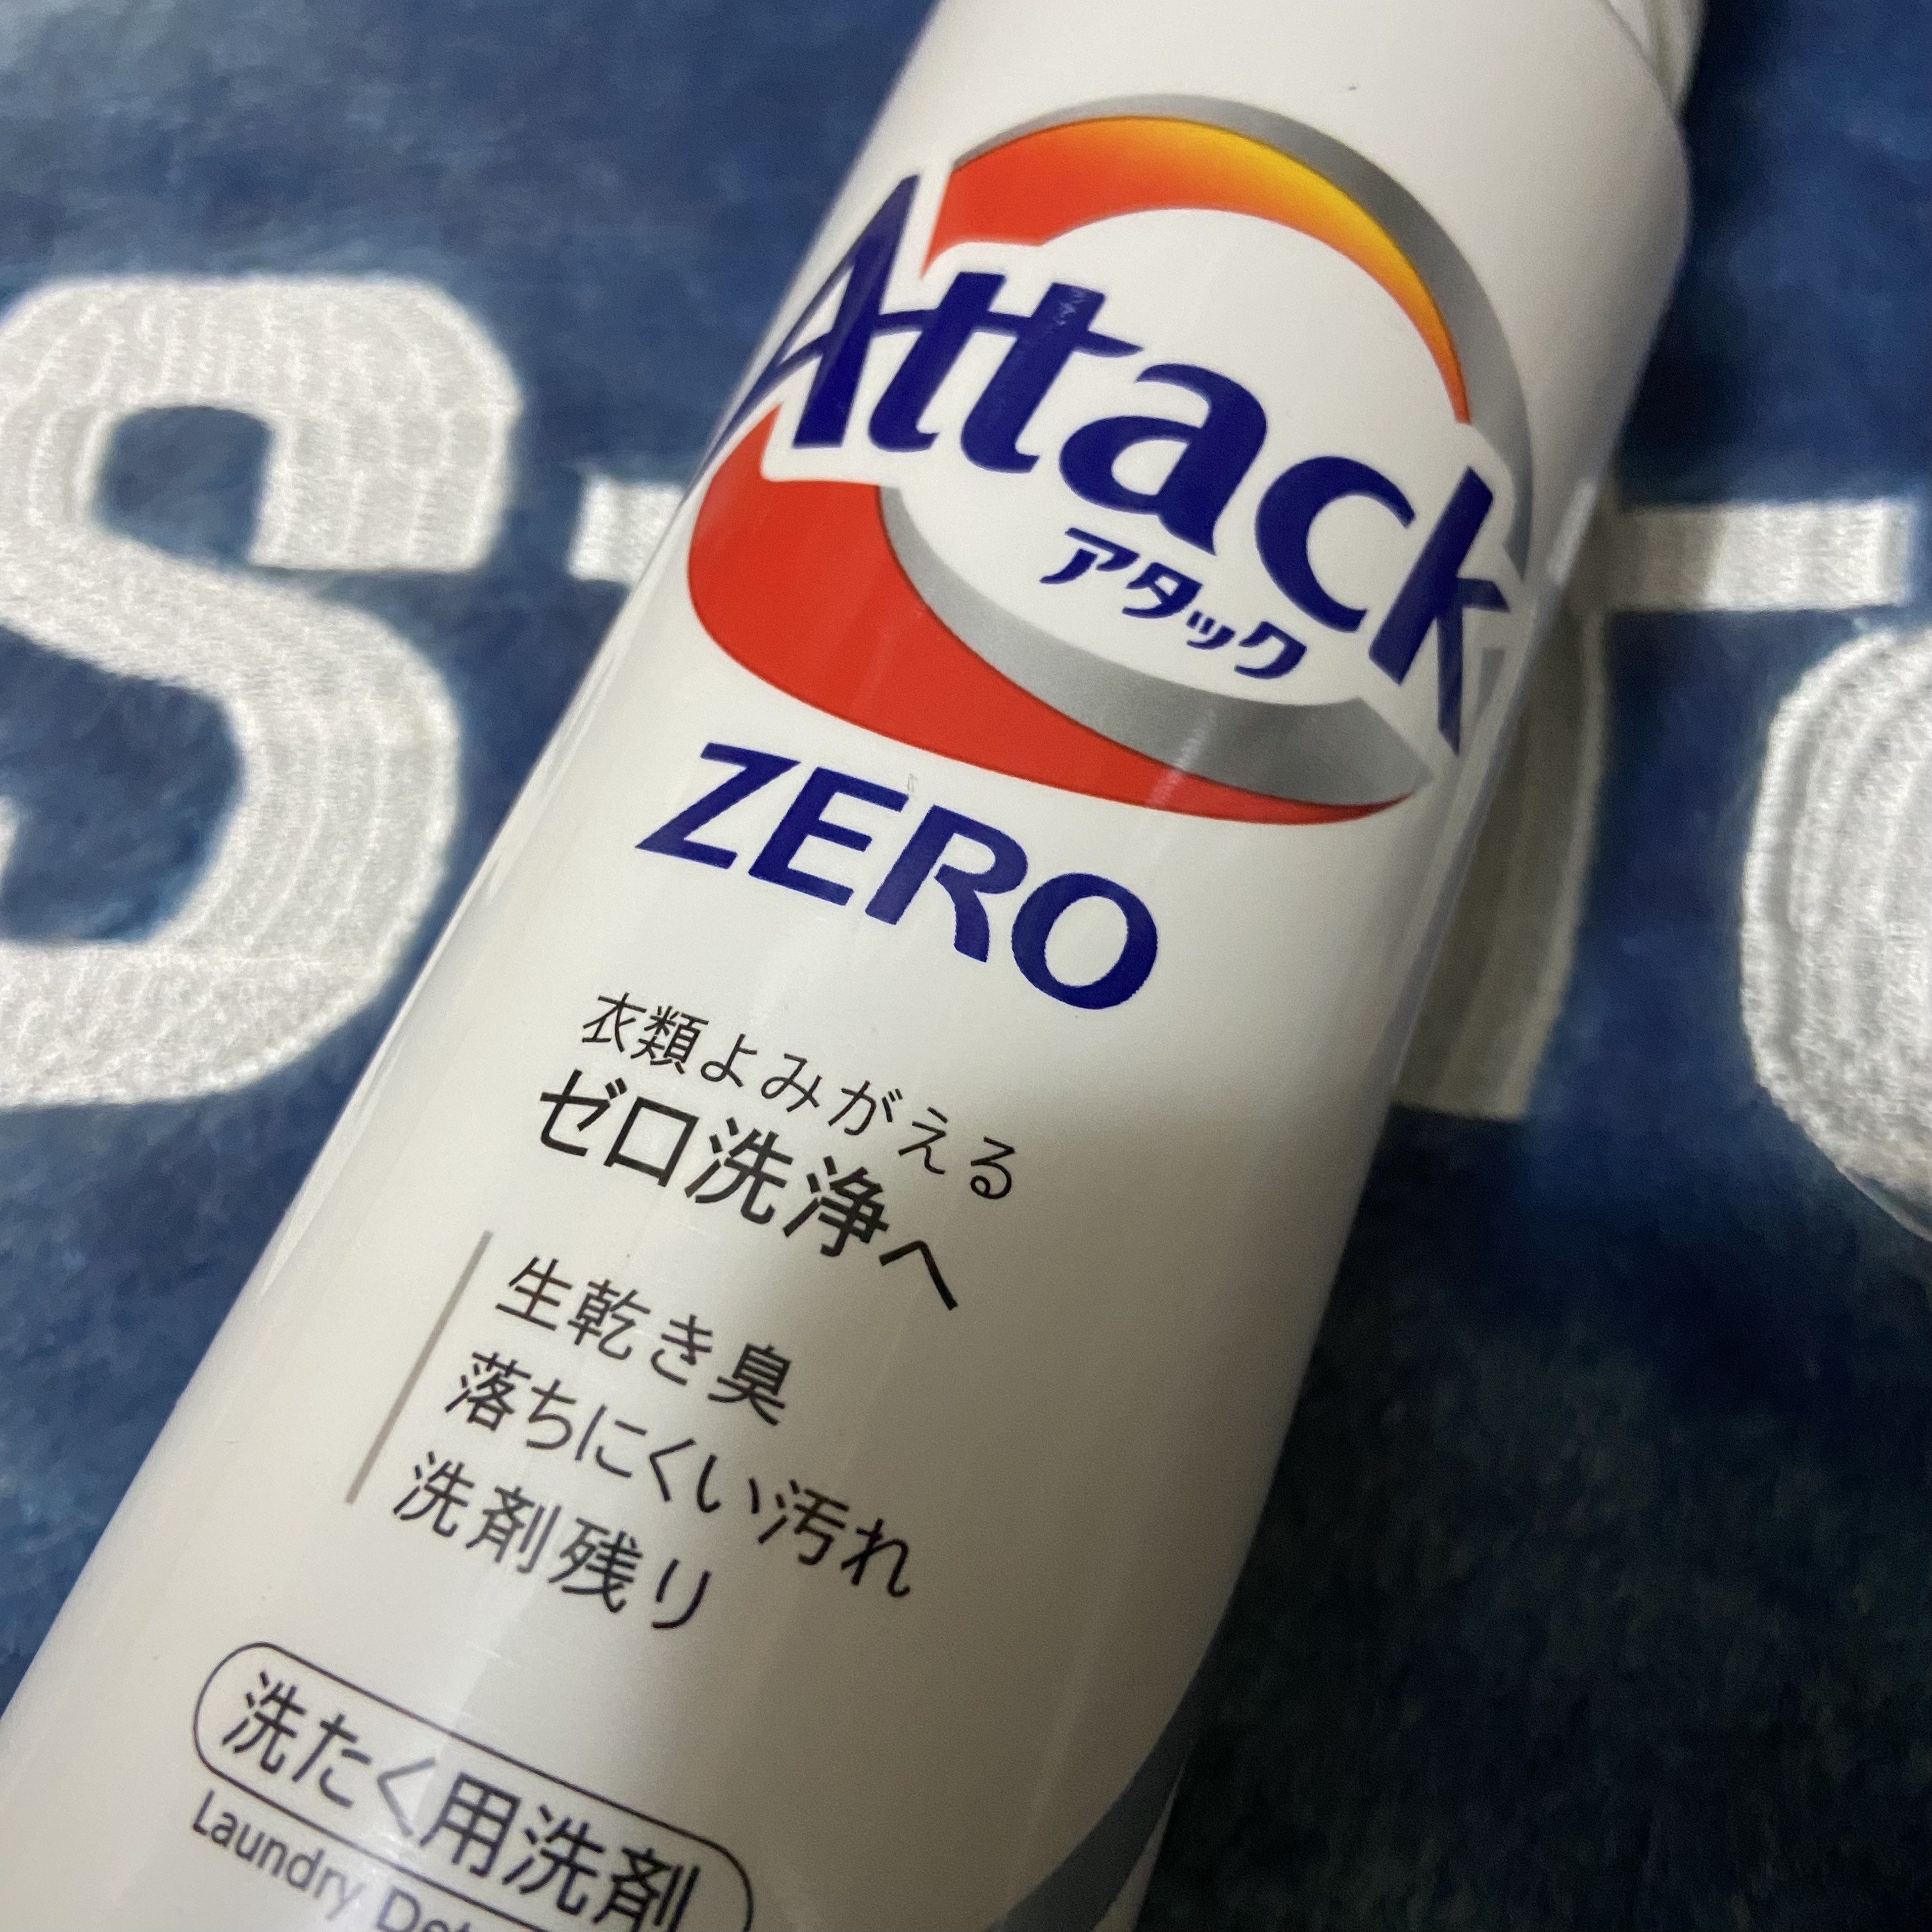 Attack
アタック
ZERO
衣類よみがえる
ゼロ洗浄へ
生乾き臭
落ちにくい汚れ
洗剤残り
洗たく用洗剤
Laundry